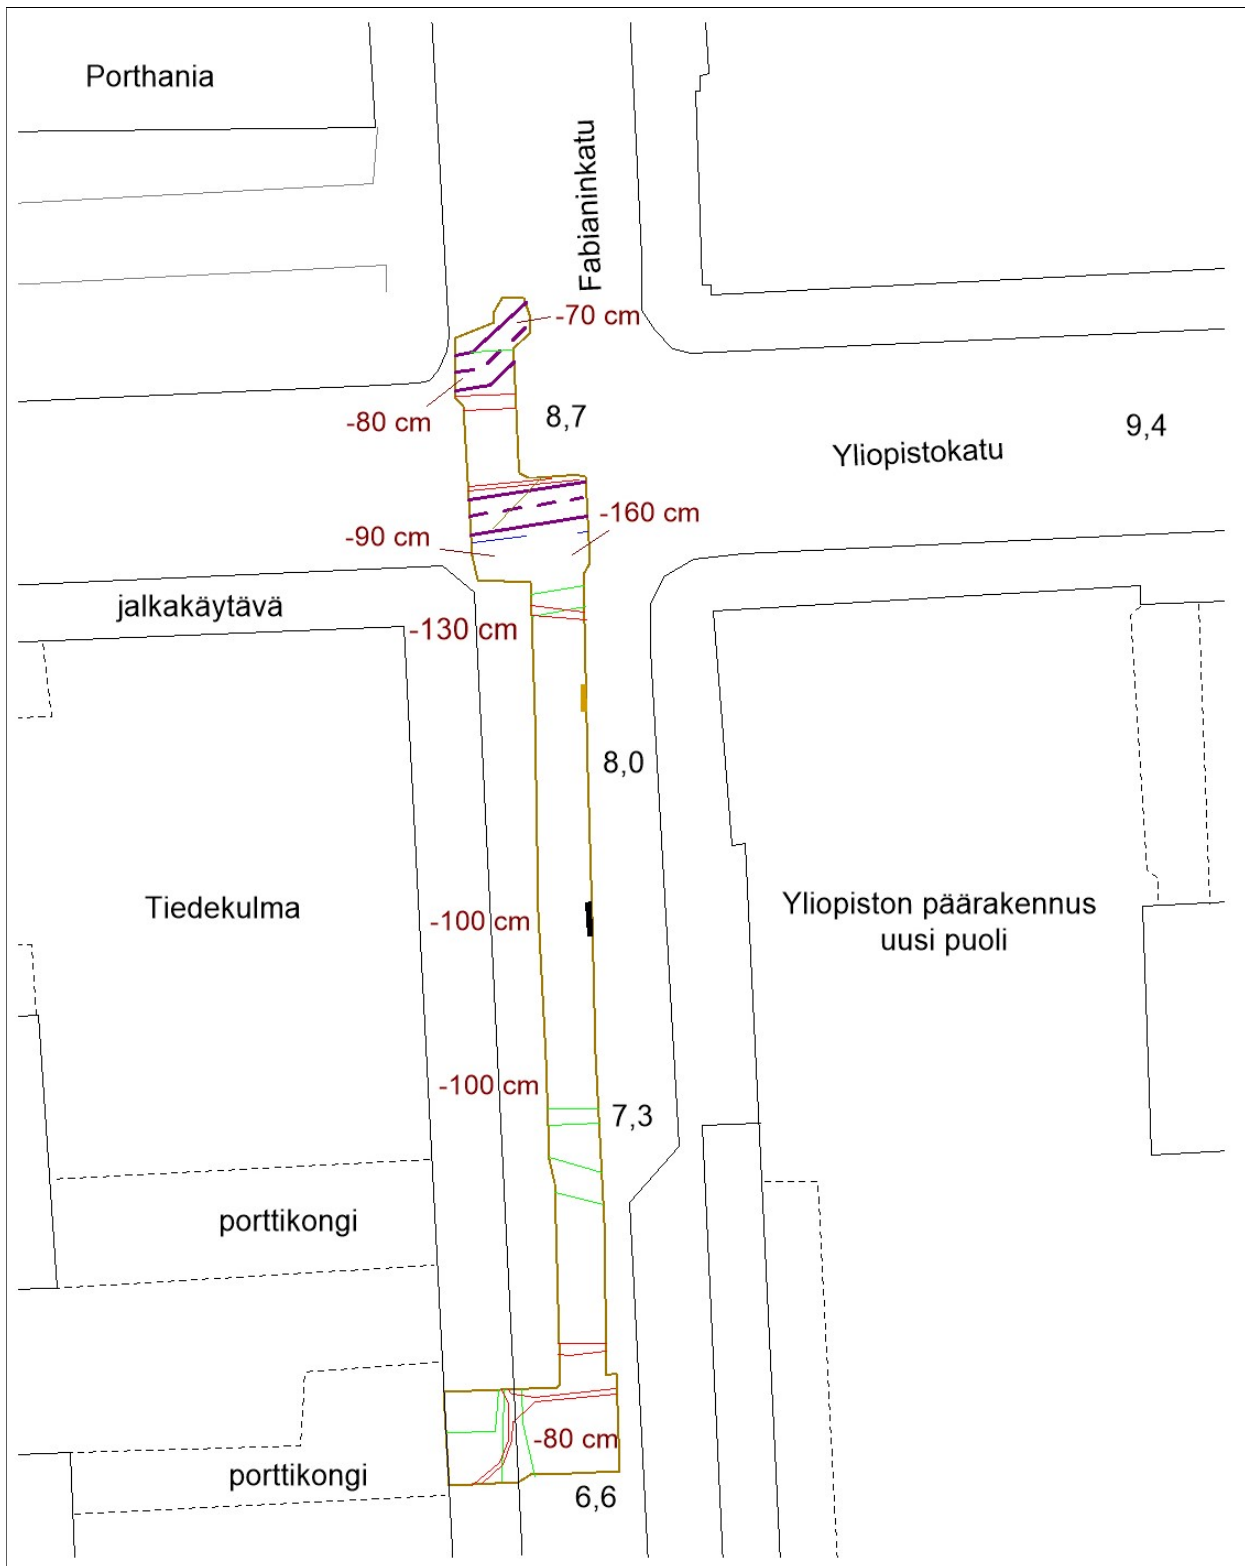 Porthania
Fabianinkatu
-70 cm
-80 cm
8,7
9,4
Yliopistokatu
-160 cm
-90 cm
jalkakäytävä
-130 cm
8,0
Tiedekulma
-100 cm
Yliopiston päärakennus
uusi puoli
-100 cm
7,3
porttikongi
-80 cm
porttikongi
6,6